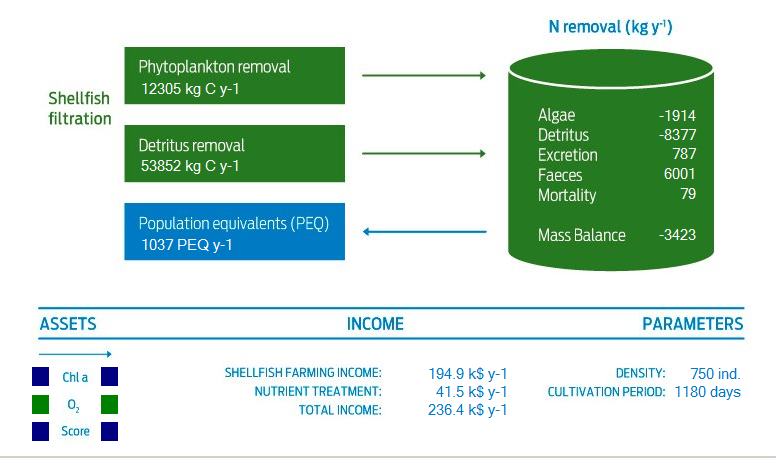 N removal (kg y⁻¹)
Shellfish
filtration
Phytoplankton removal
12305 kg C y-1
Detritus removal
53852 kg C y-1
Population equivalents (PEQ)
1037 PEQ y-1
Algae -1914
Detritus -8377
Excretion 787
Faeces 6001
Mortality 79
Mass Balance -3423
ASSETS INCOME PARAMETERS
Chl a
O₂
Score
SHELLFISH FARMING INCOME: 194.9 k$ y-1
NUTRIENT TREATMENT: 41.5 k$ y-1
TOTAL INCOME: 236.4 k$ y-1
DENSITY: 750 ind.
CULTIVATION PERIOD: 1180 days